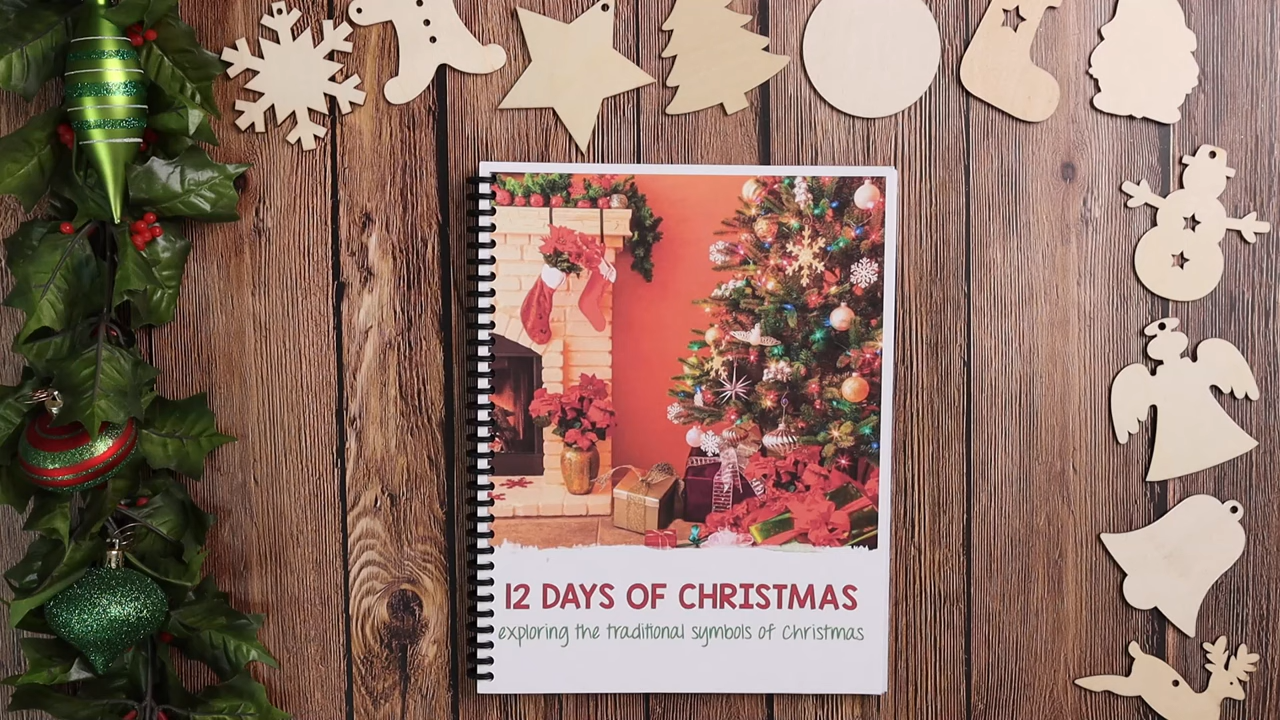 12 DAYS OF CHRISTMAS
exploring the traditional symbols of Christmas